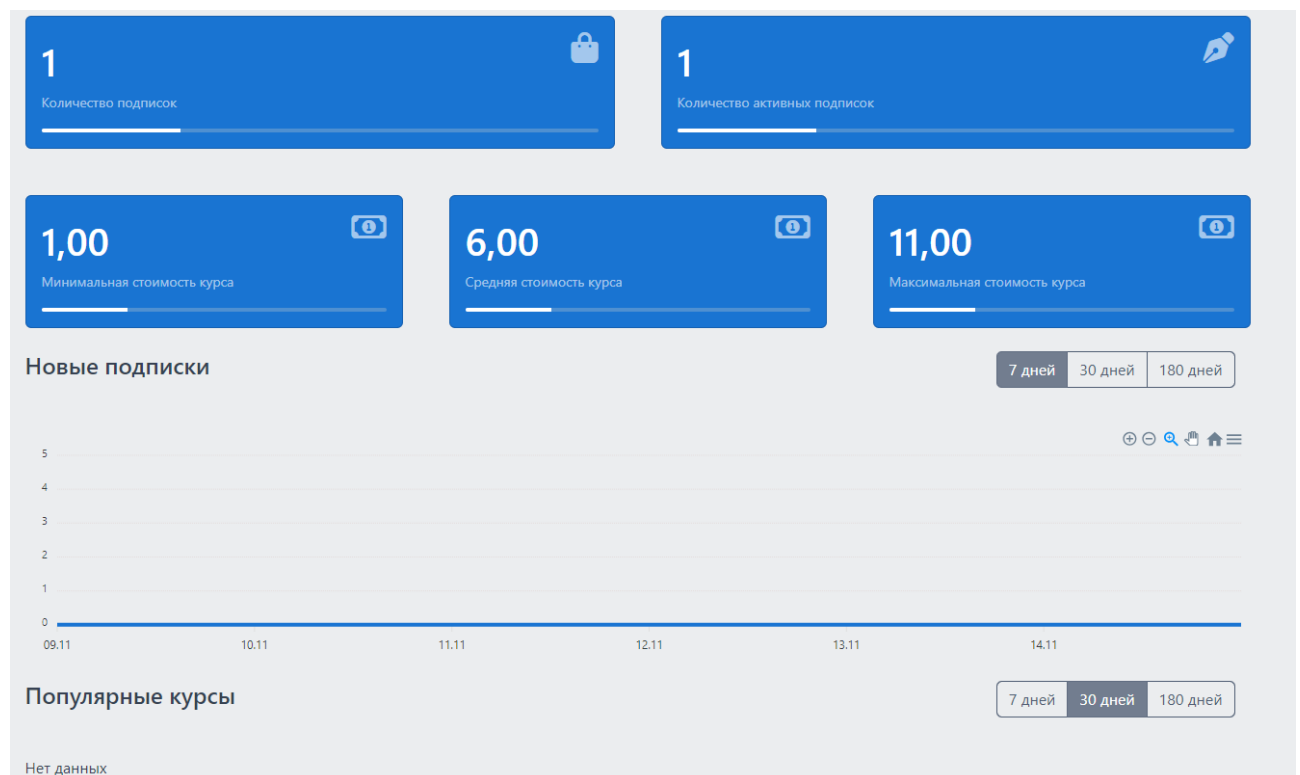 1
Количество подписок
1
Количество активных подписок
1,00
Минимальная стоимость курса
6,00
Средняя стоимость курса
11,00
Максимальная стоимость курса
Новые подписки
7 дней 30 дней 180 дней
5
4
3
2
1
0
09.11 10.11 11.11 12.11 13.11 14.11
Популярные курсы
7 дней 30 дней 180 дней
Нет данных